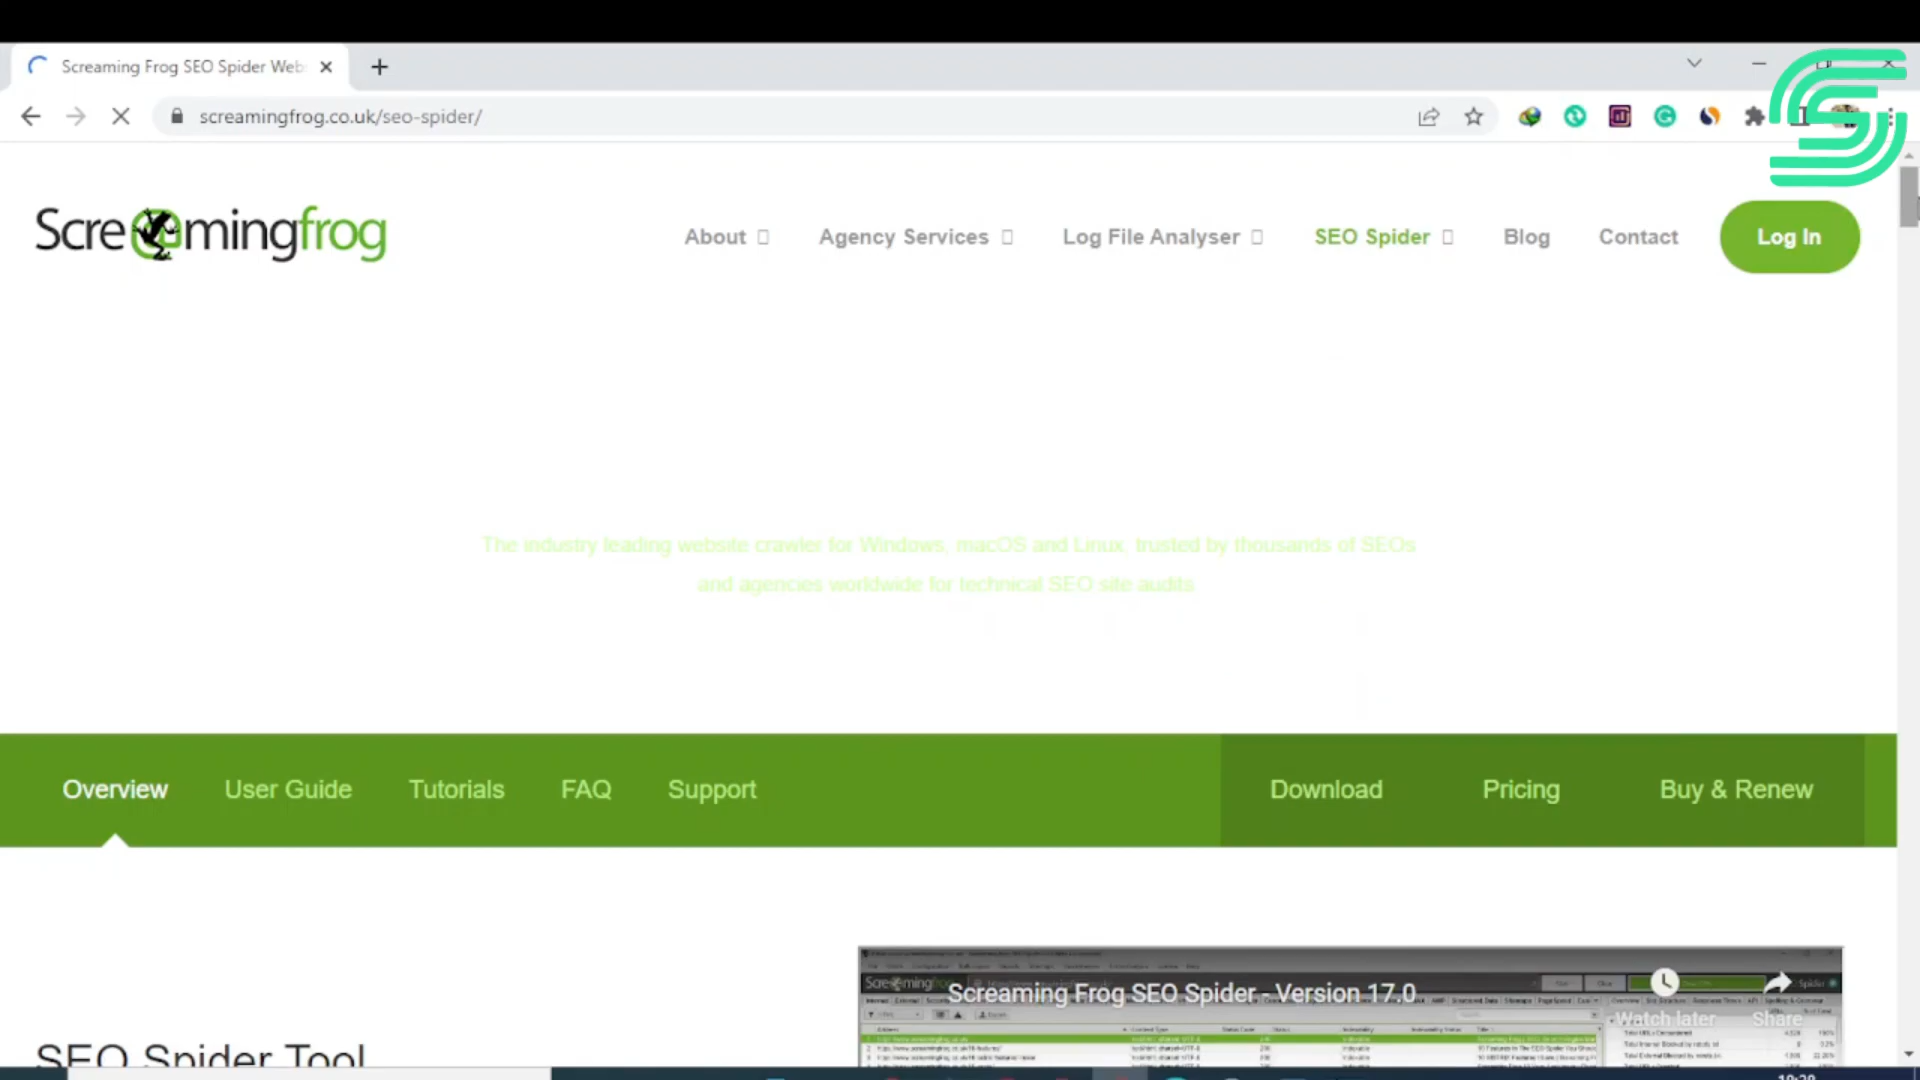 Screaming Frog SEO Spider Web
screamingfrog.co.uk/seo-spider/
Screamingfrog
About
Agency Services
Log File Analyser
SEO Spider
Blog
Contact
Log In
The industry leading website crawler for Windows, macOS and Linux, trusted by thousands of SEOs
and agencies worldwide for technical SEO site audits
Overview
User Guide
Tutorials
FAQ
Support
Download
Pricing
Buy & Renew
Screaming Frog SEO Spider - Version 17.0
Watch later
Share
SEO Spider Tool